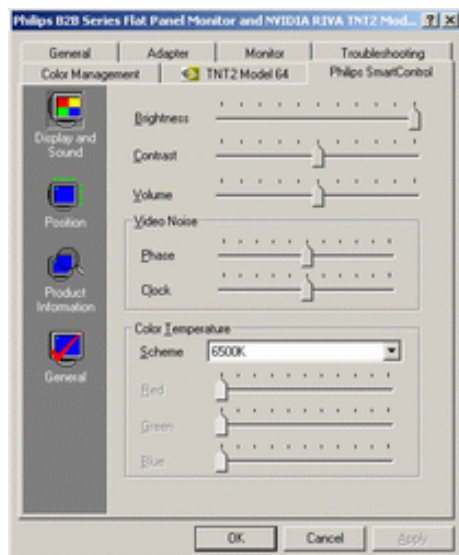 Philips B2B Series Flat Panel Monitor and NVIDIA RIVA TNT2 Mod...
General Adapter Monitor Troubleshooting
Color Management TNT2 Model 64 Philips SmartControl
Display and
Sound
Position
Product
Information
General
Brightness
Contrast
Volume
Video Noise
Phase
Clock
Color Temperature
Scheme 6500K
Red
Green
Blue
OK Cancel Apply